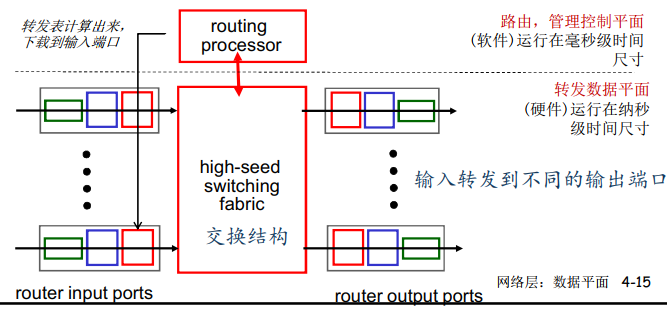 转发表计算出来，
下载到输入端口
routing
processor
路由，管理控制平面
(软件)运行在毫秒级时间
尺寸
转发数据平面
(硬件)运行在纳秒
级时间尺寸
high-seed
switching
fabric
交换结构
输入转发到不同的输出端口
router input ports
router output ports
网络层：数据平面 4-15